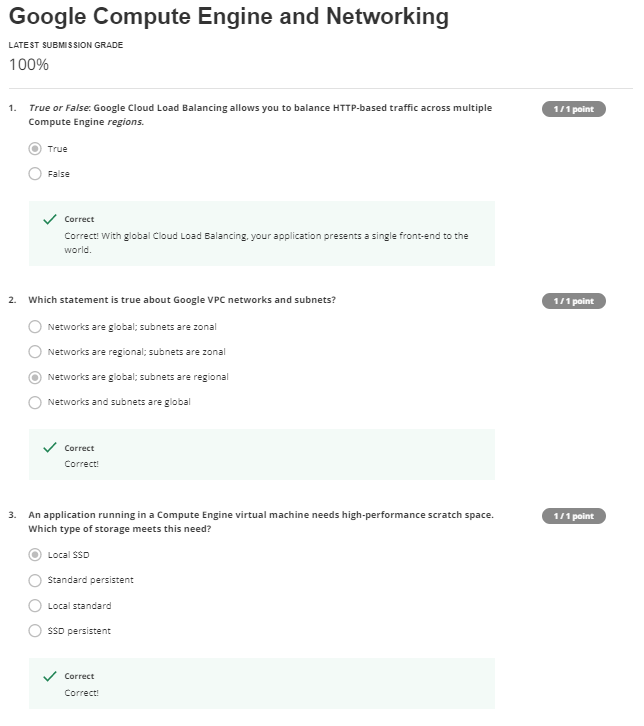 Google Compute Engine and Networking
LATEST SUBMISSION GRADE
100%
1. True or False: Google Cloud Load Balancing allows you to balance HTTP-based traffic across multiple
Compute Engine regions.
1 / 1 point
True
False
Correct
Correct! With global Cloud Load Balancing, your application presents a single front-end to the
world.
2. Which statement is true about Google VPC networks and subnets?
1 / 1 point
Networks are global; subnets are zonal
Networks are regional; subnets are zonal
Networks are global; subnets are regional
Networks and subnets are global
Correct
Correct!
3. An application running in a Compute Engine virtual machine needs high-performance scratch space.
Which type of storage meets this need?
1 / 1 point
Local SSD
Standard persistent
Local standard
SSD persistent
Correct
Correct!